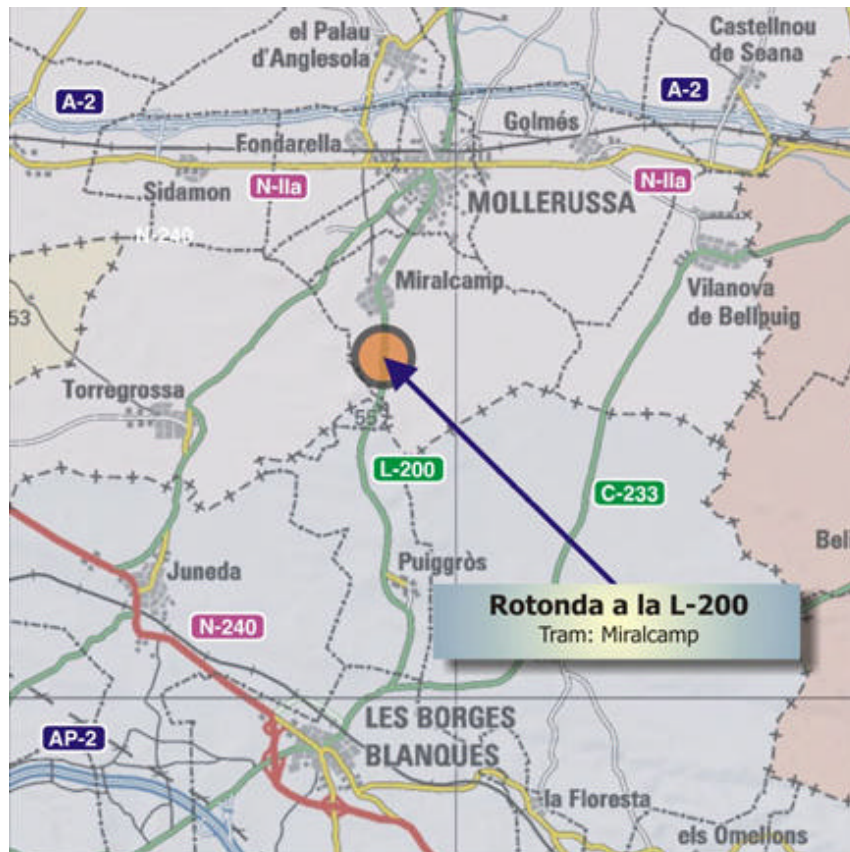 el Palau
d'Anglesola
Castellnou
de Seana
A-2
A-2
Golmés
Fondarella
Sidamon
N-IIa
N-IIa
MOLLERUSSA
N-240
Miralcamp
Vilanova
de Bellpuig
53
Torregrossa
557
L-200
C-233
Bel
Juneda
Puiggròs
Rotonda a la L-200
Tram: Miralcamp
N-240
LES BORGES
BLANQUES
AP-2
la Floresta
els Omellons